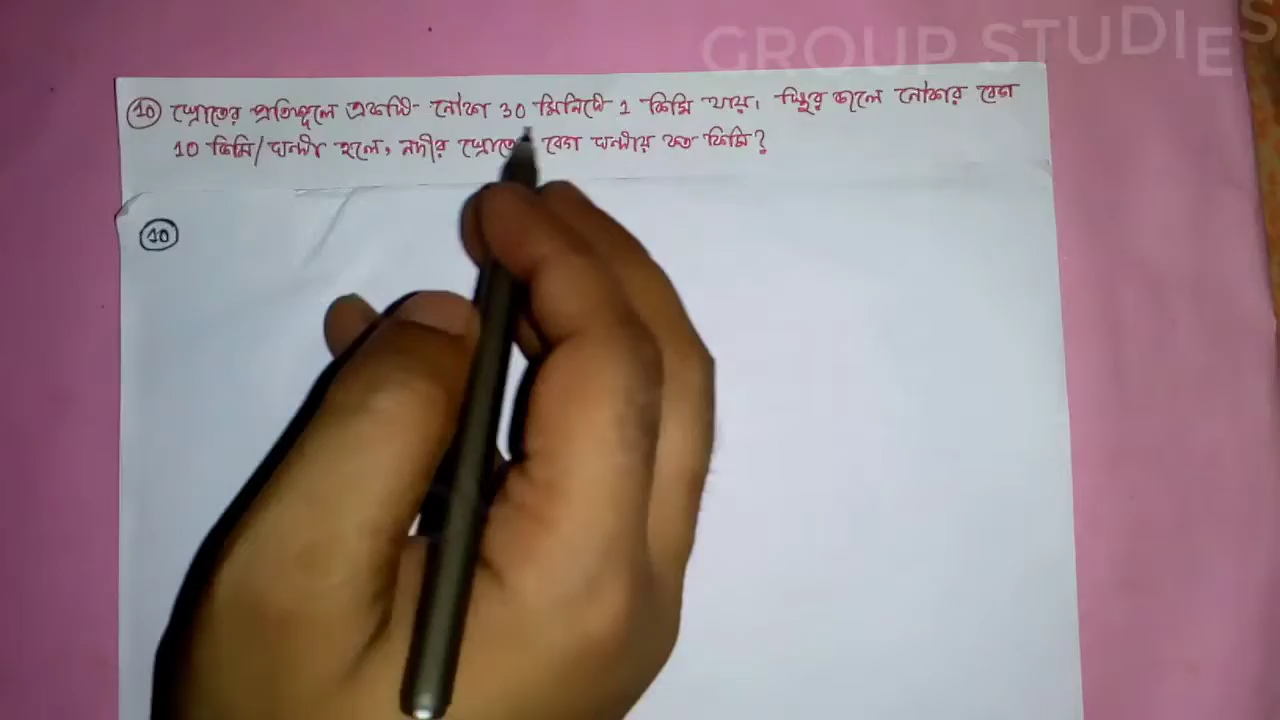 GROUP STUDIES
10 স্রোতের প্রতিকূলে একটি নৌকা 30 মিনিটে 1 কিমি যায়। স্থির জলে নৌকার বেগ
10 কিমি/ঘন্টা হলে, নদীর স্রোতের বেগ ঘন্টায় কত কিমি?
10